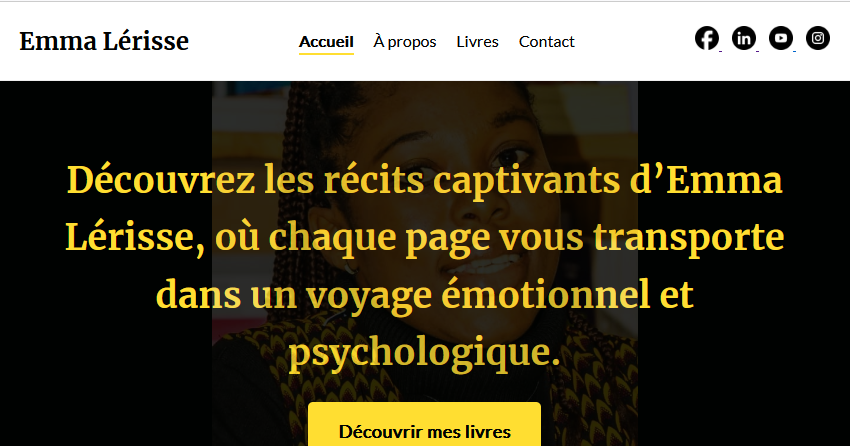 Emma Lérisse
Accueil À propos Livres Contact
Découvrez les récits captivants d’Emma
Lérisse, où chaque page vous transporte
dans un voyage émotionnel et
psychologique.
Découvrir mes livres